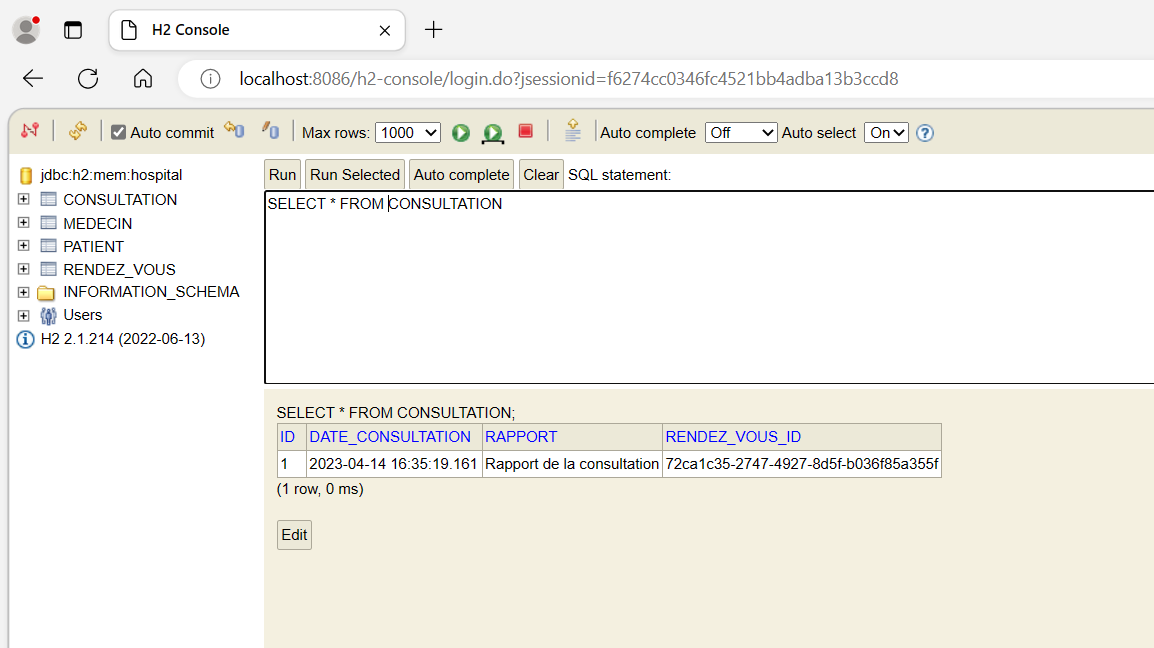 H2 Console
localhost:8086/h2-console/login.do?jsessionid=f6274cc0346fc4521bb4adba13b3ccd8
Auto commit Max rows: 1000 Auto complete Off Auto select On ?
jdbc:h2:mem:hospital
CONSULTATION
MEDECIN
PATIENT
RENDEZ_VOUS
INFORMATION_SCHEMA
Users
H2 2.1.214 (2022-06-13)
Run Run Selected Auto complete Clear SQL statement:
SELECT * FROM CONSULTATION
SELECT * FROM CONSULTATION;
ID DATE_CONSULTATION RAPPORT RENDEZ_VOUS_ID
1 2023-04-14 16:35:19.161 Rapport de la consultation 72ca1c35-2747-4927-8d5f-b036f85a355f
(1 row, 0 ms)
Edit